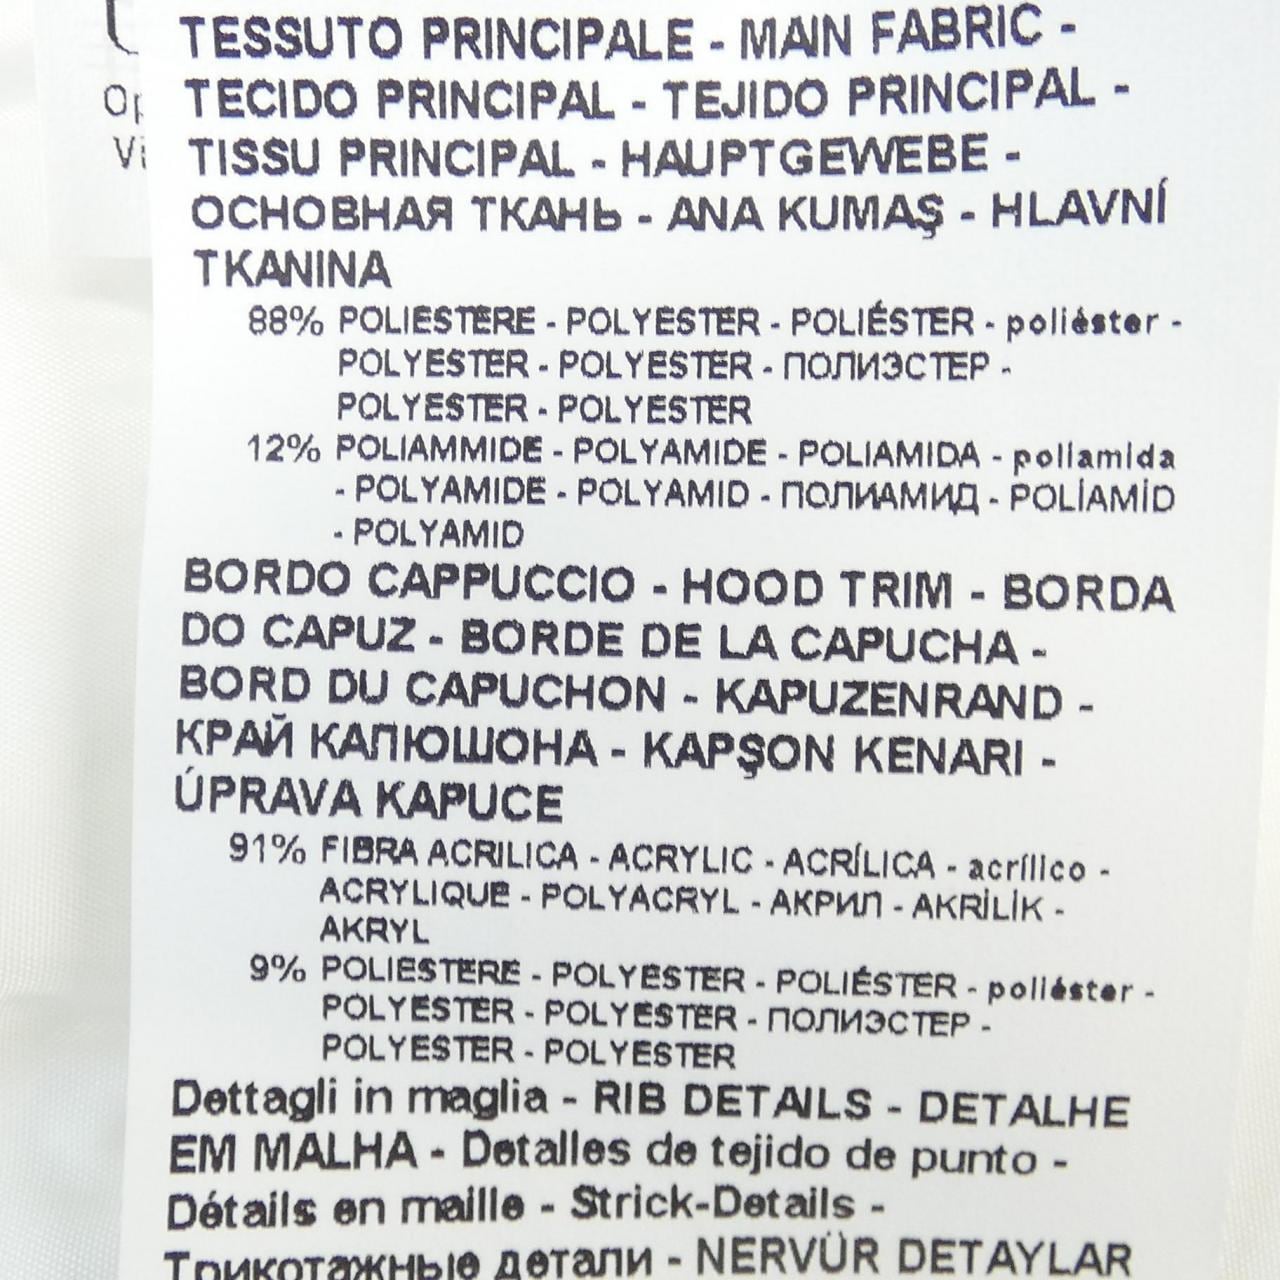 TESSUTO PRINCIPALE - MAIN FABRIC -
TECIDO PRINCIPAL - TEJIDO PRINCIPAL -
TISSU PRINCIPAL - HAUPTGEWEBE -
ОСНОВНАЯ ТКАНЬ - ANA KUMAŞ - HLAVNÍ
TKANINA
88% POLIESTERE - POLYESTER - POLIÉSTER - poliéster -
POLYESTER - POLYESTER - ПОЛИЭСТЕР -
POLYESTER - POLYESTER
12% POLIAMMIDE - POLYAMIDE - POLIAMIDA - poliamida
- POLYAMIDE - POLYAMID - ПОЛИАМИД - POLİAMİD
- POLYAMID
BORDO CAPPUCCIO - HOOD TRIM - BORDA
DO CAPUZ - BORDE DE LA CAPUCHA -
BORD DU CAPUCHON - KAPUZENRAND -
КРАЙ КАПЮШОНА - KAPŞON KENARI -
ÚPRAVA KAPUCE
91% FIBRA ACRILICA - ACRYLIC - ACRÍLICA - acrílico -
ACRYLIQUE - POLYACRYL - АКРИЛ - AKRİLİK -
AKRYL
9% POLIESTERE - POLYESTER - POLIÉSTER - poliéster -
POLYESTER - POLYESTER - ПОЛИЭСТЕР -
POLYESTER - POLYESTER
Dettagli in maglia - RIB DETAILS - DETALHE
EM MALHA - Detalles de tejido de punto -
Détails en maille - Strick-Details -
Трикотажные детали - NERVÜR DETAYLAR